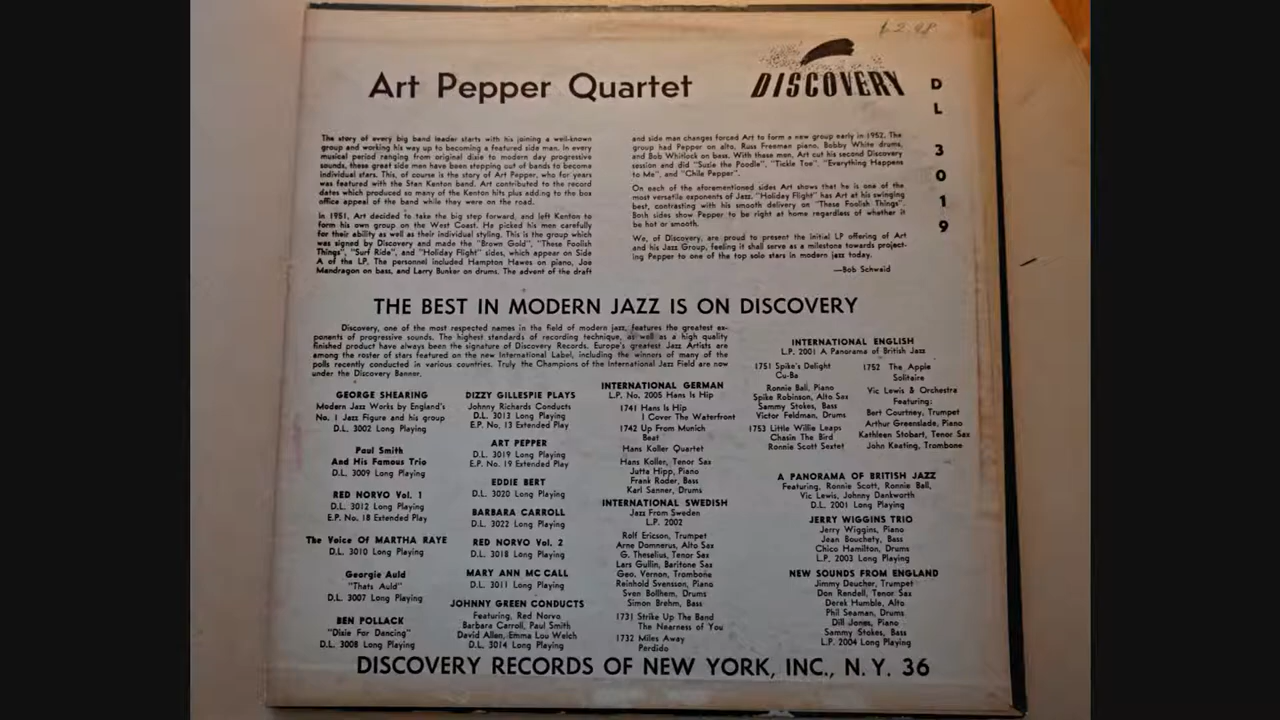 $2.98
Art Pepper Quartet
DISCOVERY
D
L
3
0
1
9
The story of every big band leader starts with his joining a well-known
group and working his way up to becoming a featured side man. In every
musical period ranging from original dixie to modern day progressive
sounds, these great side men have been stepping out of bands to become
individual stars. This, of course is the story of Art Pepper, who for years
was featured with the Stan Kenton band. Art contributed to the record
dates which produced so many of the Kenton hits plus adding to the box
office appeal of the band while they were on the road.
In 1951, Art decided to take the big step forward, and left Kenton to
form his own group on the West Coast. He picked his men carefully
for their ability as well as their individual styling. This is the group which
was signed by Discovery and made the "Brown Gold", "These Foolish
Things", "Surf Ride", and "Holiday Flight" sides, which appear on Side
A of the LP. The personnel included Hampton Hawes on piano, Joe
Mandragon on bass, and Larry Bunker on drums. The advent of the draft
and side man changes forced Art to form a new group early in 1952. The
group had Pepper on alto, Russ Freeman piano, Bobby White drums,
and Bob Whitlock on bass. With these men, Art cut his second Discovery
session and did "Suzie the Poodle", "Tickle Toe", "Everything Happens
to Me", and "Chile Pepper".
On each of the aforementioned sides Art shows that he is one of the
most versatile exponents of Jazz. "Holiday Flight" has Art at his swinging
best, contrasting with his smooth delivery on "These Foolish Things".
Both sides show Pepper to be right at home regardless of whether it
be hot or smooth.
We, of Discovery, are proud to present the initial LP offering of Art
and his Jazz Group, feeling it shall serve as a milestone towards project-
ing Pepper to one of the top solo stars in modern jazz today.
—Bob Schwaid
THE BEST IN MODERN JAZZ IS ON DISCOVERY
Discovery, one of the most respected names in the field of modern jazz, features the greatest ex-
ponents of progressive sounds. The highest standards of recording technique, as well as a high quality
finished product have always been the signature of Discovery Records. Europe's greatest Jazz Artists are
among the roster of stars featured on the new International Label, including the winners of many of the
polls recently conducted in various countries. Truly the Champions of the International Jazz Field are now
under the Discovery Banner.
GEORGE SHEARING
Modern Jazz Works by England's
No. 1 Jazz Figure and his group
D.L. 3002 Long Playing
Paul Smith
And His Famous Trio
D.L. 3009 Long Playing
RED NORVO Vol. 1
D.L. 3012 Long Playing
E.P. No. 18 Extended Play
The Voice Of MARTHA RAYE
D.L. 3010 Long Playing
Georgie Auld
"Thats Auld"
D.L. 3007 Long Playing
BEN POLLACK
"Dixie For Dancing"
D.L. 3008 Long Playing
DIZZY GILLESPIE PLAYS
Johnny Richards Conducts
D.L. 3013 Long Playing
E.P. No. 13 Extended Play
ART PEPPER
D.L. 3019 Long Playing
E.P. No. 19 Extended Play
EDDIE BERT
D.L. 3020 Long Playing
BARBARA CARROLL
D.L. 3022 Long Playing
RED NORVO Vol. 2
D.L. 3018 Long Playing
MARY ANN MC CALL
D.L. 3011 Long Playing
JOHNNY GREEN CONDUCTS
Featuring, Red Norvo
Barbara Carroll, Paul Smith
David Allen, Emma Lou Welch
D.L. 3014 Long Playing
INTERNATIONAL GERMAN
L.P. No. 2005 Hans Is Hip
1741 Hans Is Hip
I Cover The Waterfront
1742 Up From Munich
Beat
Hans Koller Quartet
Hans Koller, Tenor Sax
Jutta Hipp, Piano
Frank Roder, Bass
Karl Sanner, Drums
INTERNATIONAL SWEDISH
Jazz From Sweden
L.P. 2002
Rolf Ericson, Trumpet
Arne Domnerus, Alto Sax
G. Theselius, Tenor Sax
Lars Gullin, Baritone Sax
Geo. Vernon, Trombone
Reinhold Svensson, Piano
Sven Bollhem, Drums
Simon Brehm, Bass
1731 Strike Up The Band
The Nearness of You
1732 Miles Away
Perdido
INTERNATIONAL ENGLISH
L.P. 2001 A Panorama of British Jazz
1751 Spike's Delight
Cu-Ba
Ronnie Ball, Piano
Spike Robinson, Alto Sax
Sammy Stokes, Bass
Victor Feldman, Drums
1753 Little Willie Leaps
Chasin The Bird
Ronnie Scott Sextet
1752 The Apple
Solitaire
Vic Lewis & Orchestra
Featuring:
Bert Courtney, Trumpet
Arthur Greenslade, Piano
Kathleen Stobart, Tenor Sax
John Keating, Trombone
A PANORAMA OF BRITISH JAZZ
Featuring, Ronnie Scott, Ronnie Ball,
Vic Lewis, Johnny Dankworth
D.L. 2001 Long Playing
JERRY WIGGINS TRIO
Jerry Wiggins, Piano
Jean Bouchety, Bass
Chico Hamilton, Drums
L.P. 2003 Long Playing
NEW SOUNDS FROM ENGLAND
Jimmy Deucher, Trumpet
Don Rendell, Tenor Sax
Derek Humble, Alto
Phil Seaman, Drums
Dill Jones, Piano
Sammy Stokes, Bass
L.P. 2004 Long Playing
DISCOVERY RECORDS OF NEW YORK, INC., N. Y. 36